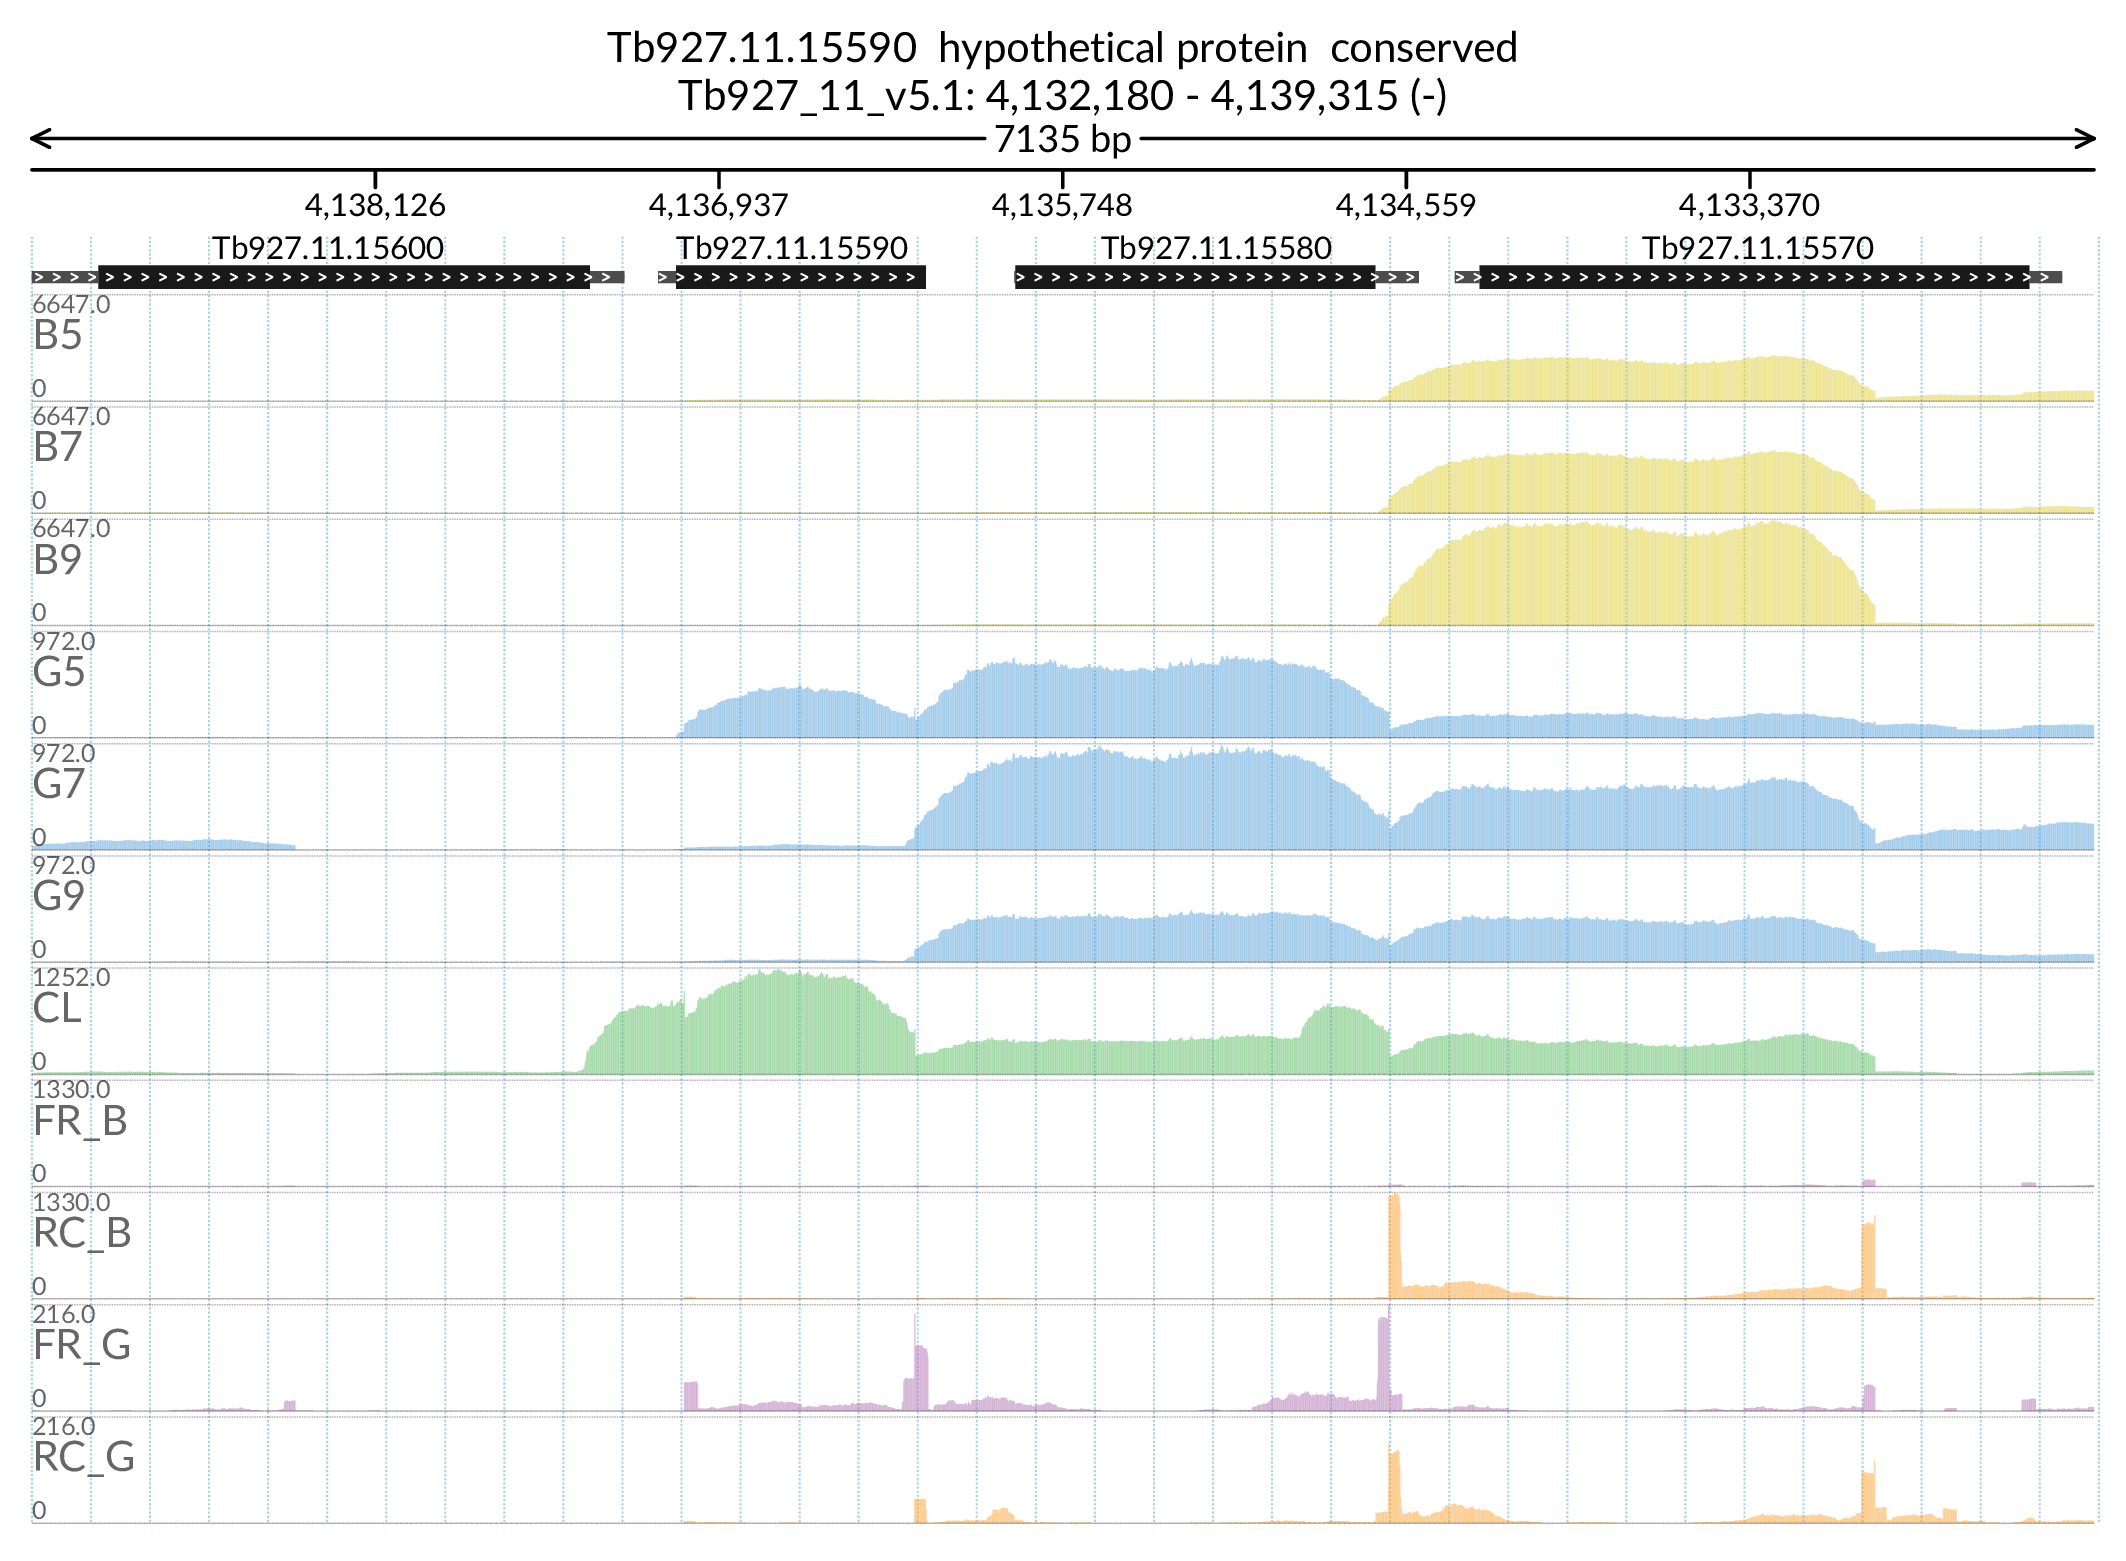 Tb927.11.15590  hypothetical protein  conserved
Tb927_11_v5.1: 4,132,180 - 4,139,315 (-)
7135 bp
4,138,126 4,136,937 4,135,748 4,134,559 4,133,370
Tb927.11.15600 Tb927.11.15590 Tb927.11.15580 Tb927.11.15570
6647.0
B5
0
6647.0
B7
0
6647.0
B9
0
972.0
G5
0
972.0
G7
0
972.0
G9
0
1252.0
CL
0
1330.0
FR_B
0
1330.0
RC_B
0
216.0
FR_G
0
216.0
RC_G
0